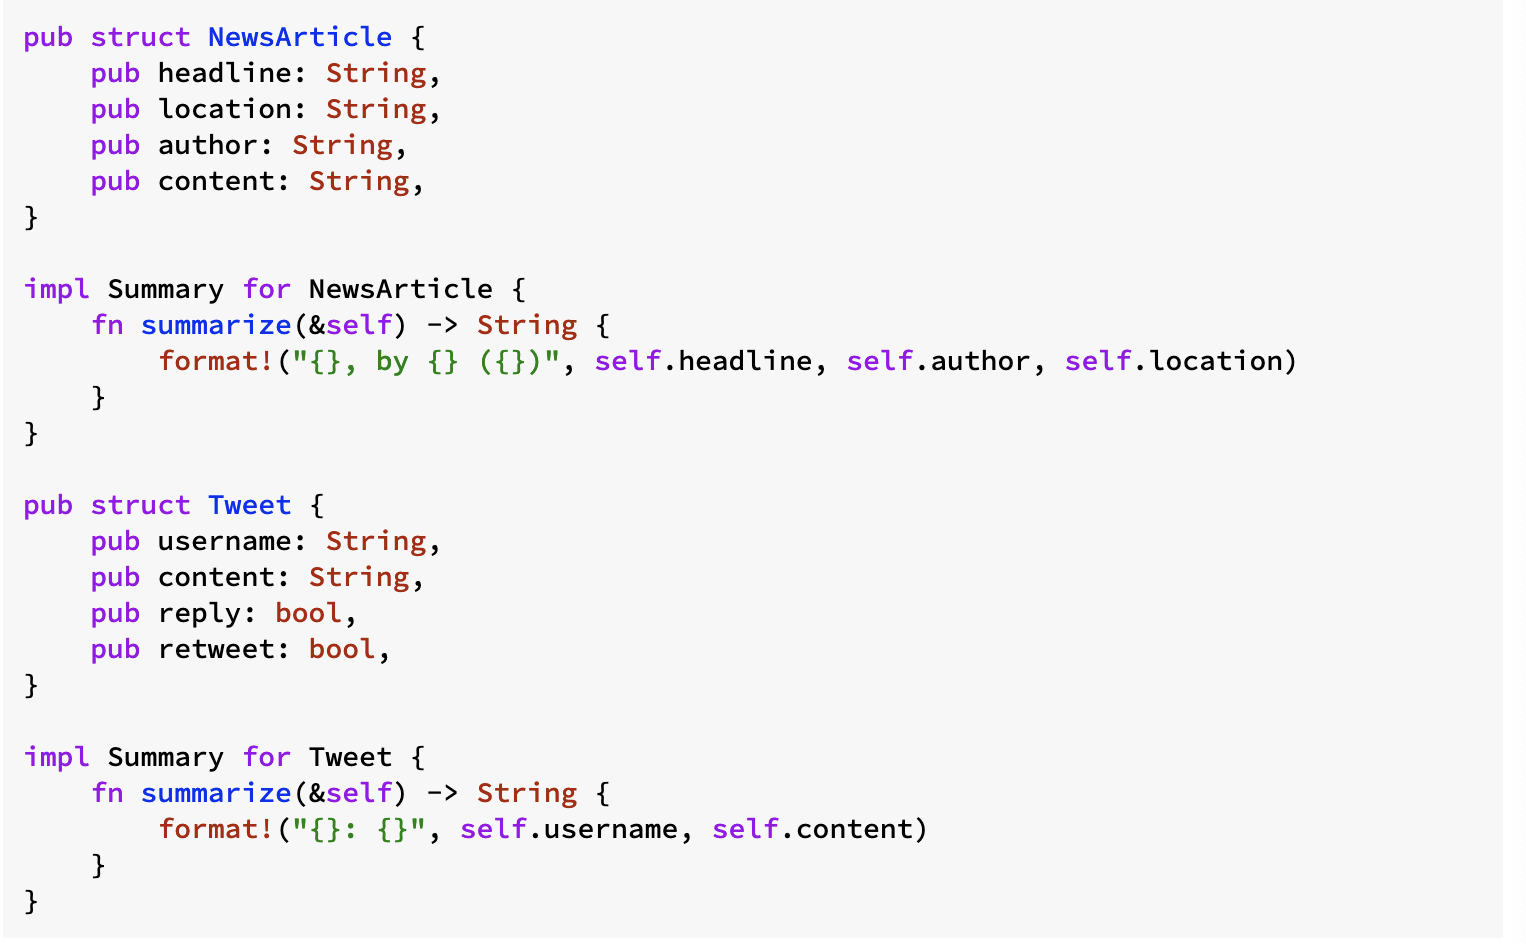 pub struct NewsArticle {
    pub headline: String,
    pub location: String,
    pub author: String,
    pub content: String,
}

impl Summary for NewsArticle {
    fn summarize(&self) -> String {
        format!("{}, by {} ({})", self.headline, self.author, self.location)
    }
}

pub struct Tweet {
    pub username: String,
    pub content: String,
    pub reply: bool,
    pub retweet: bool,
}

impl Summary for Tweet {
    fn summarize(&self) -> String {
        format!("{}: {}", self.username, self.content)
    }
}